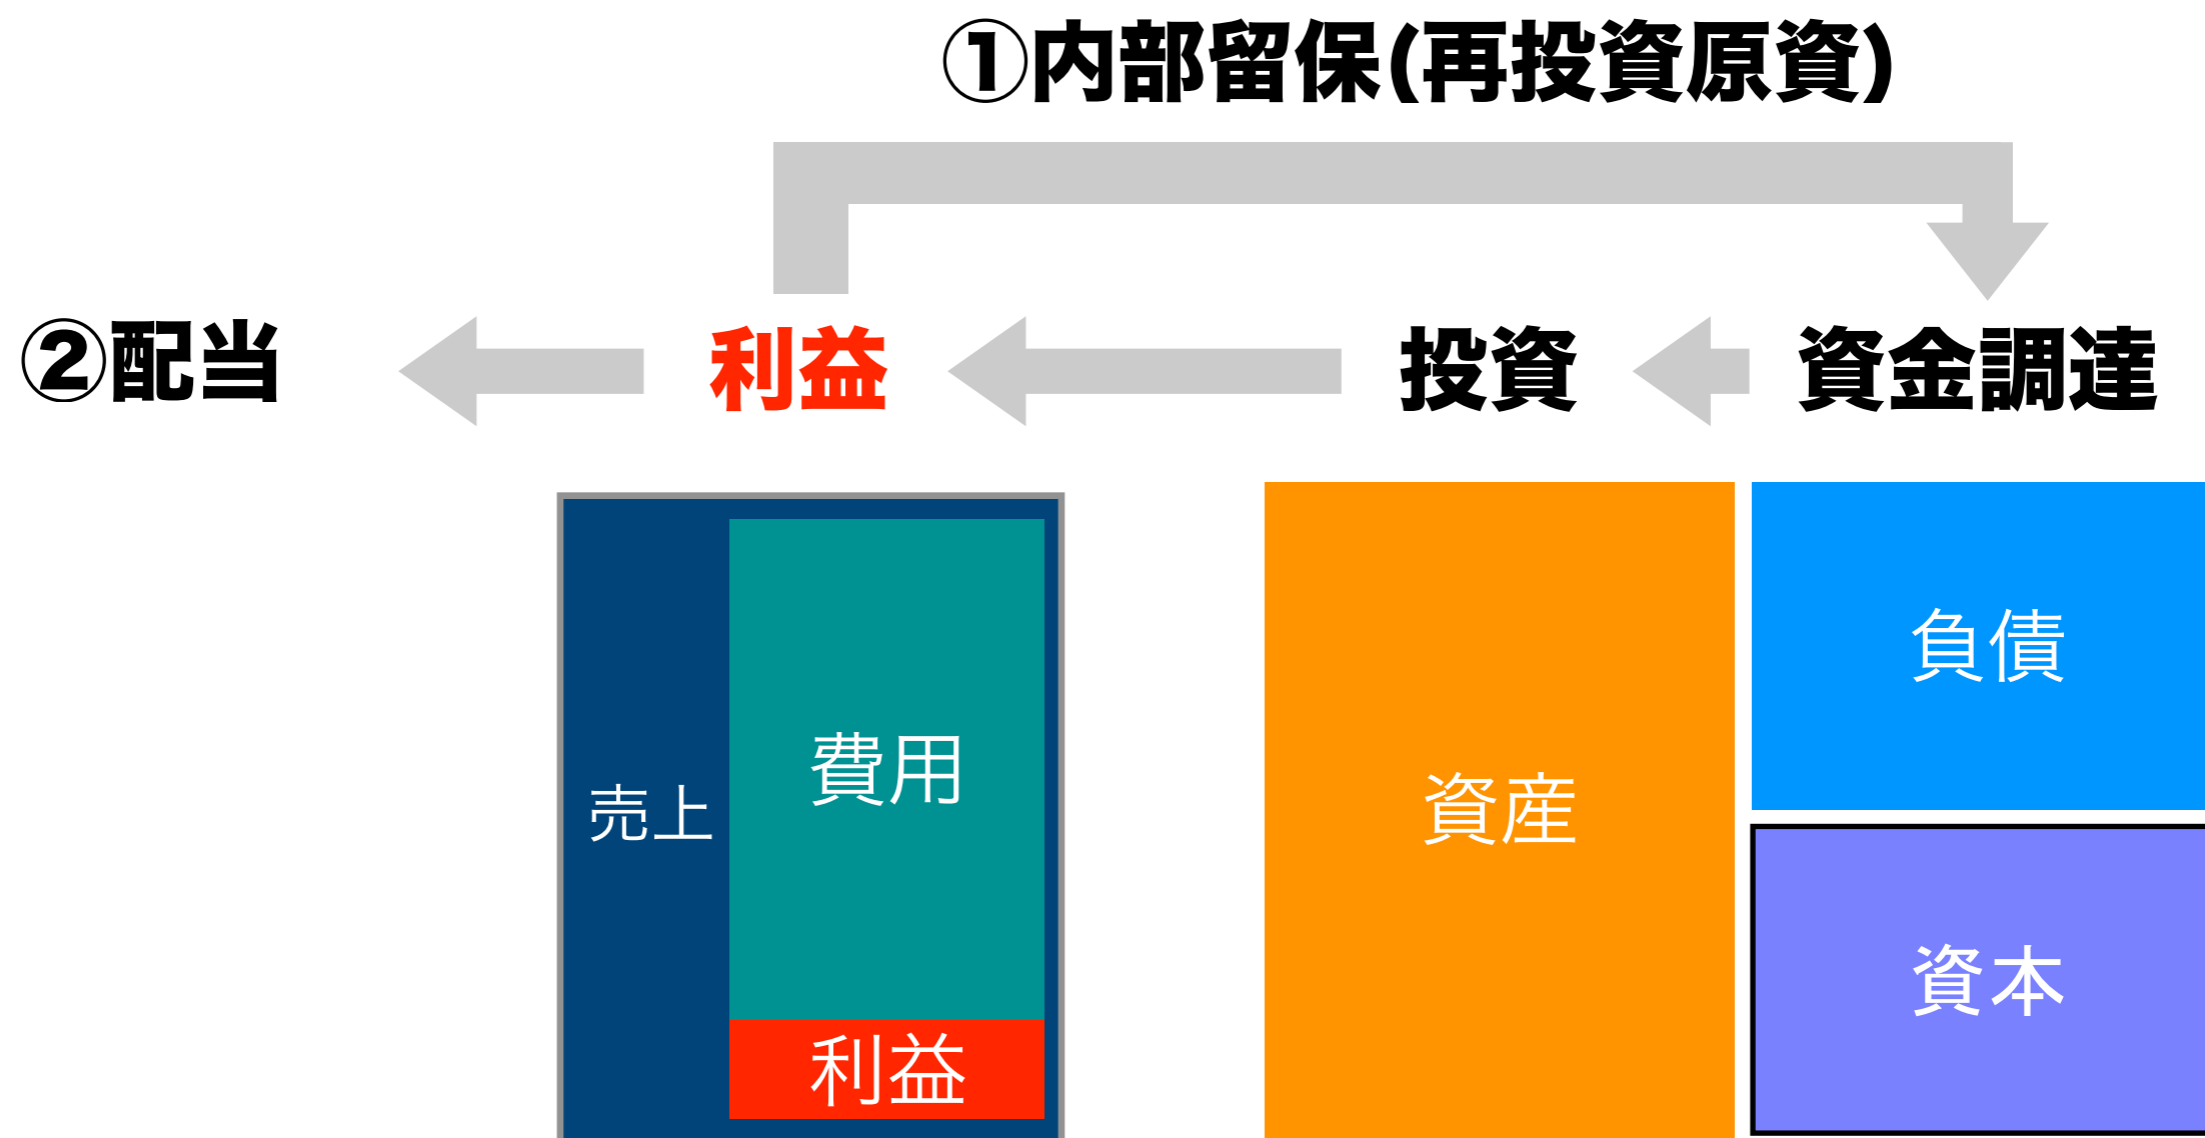 ①内部留保(再投資原資)
②配当
利益
投資
資金調達
売上
費用
利益
資産
負債
資本